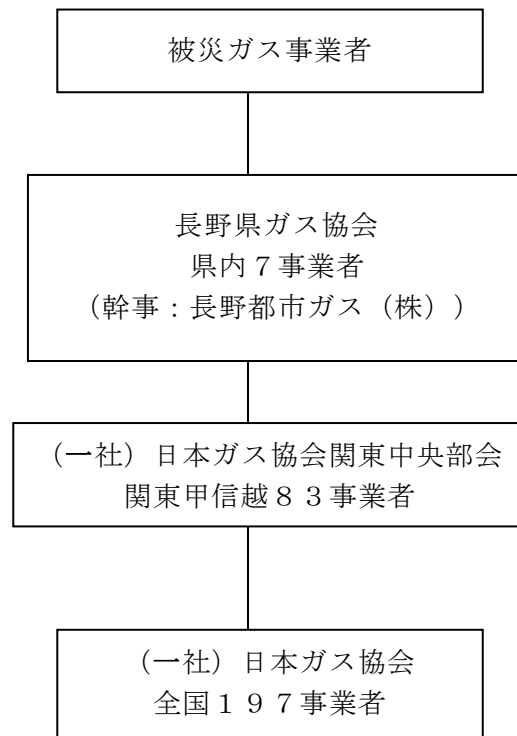 被災ガス事業者
長野県ガス協会
県内７事業者
（幹事：長野都市ガス（株））
（一社）日本ガス協会関東中央部会
関東甲信越８３事業者
（一社）日本ガス協会
全国１９７事業者